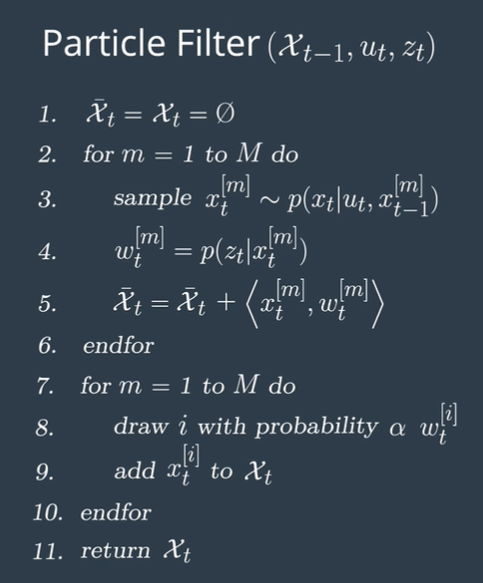 Particle Filter (𝒳ₜ₋₁, uₜ, zₜ)
1. 𝒳̄ₜ = 𝒳ₜ = ∅
2. for m = 1 to M do
3. sample xₜ^[m] ~ p(xₜ|uₜ, xₜ₋₁^[m])
4. wₜ^[m] = p(zₜ|xₜ^[m])
5. 𝒳̄ₜ = 𝒳̄ₜ + ⟨xₜ^[m], wₜ^[m]⟩
6. endfor
7. for m = 1 to M do
8. draw i with probability α wₜ^[i]
9. add xₜ^[i] to 𝒳ₜ
10. endfor
11. return 𝒳ₜ